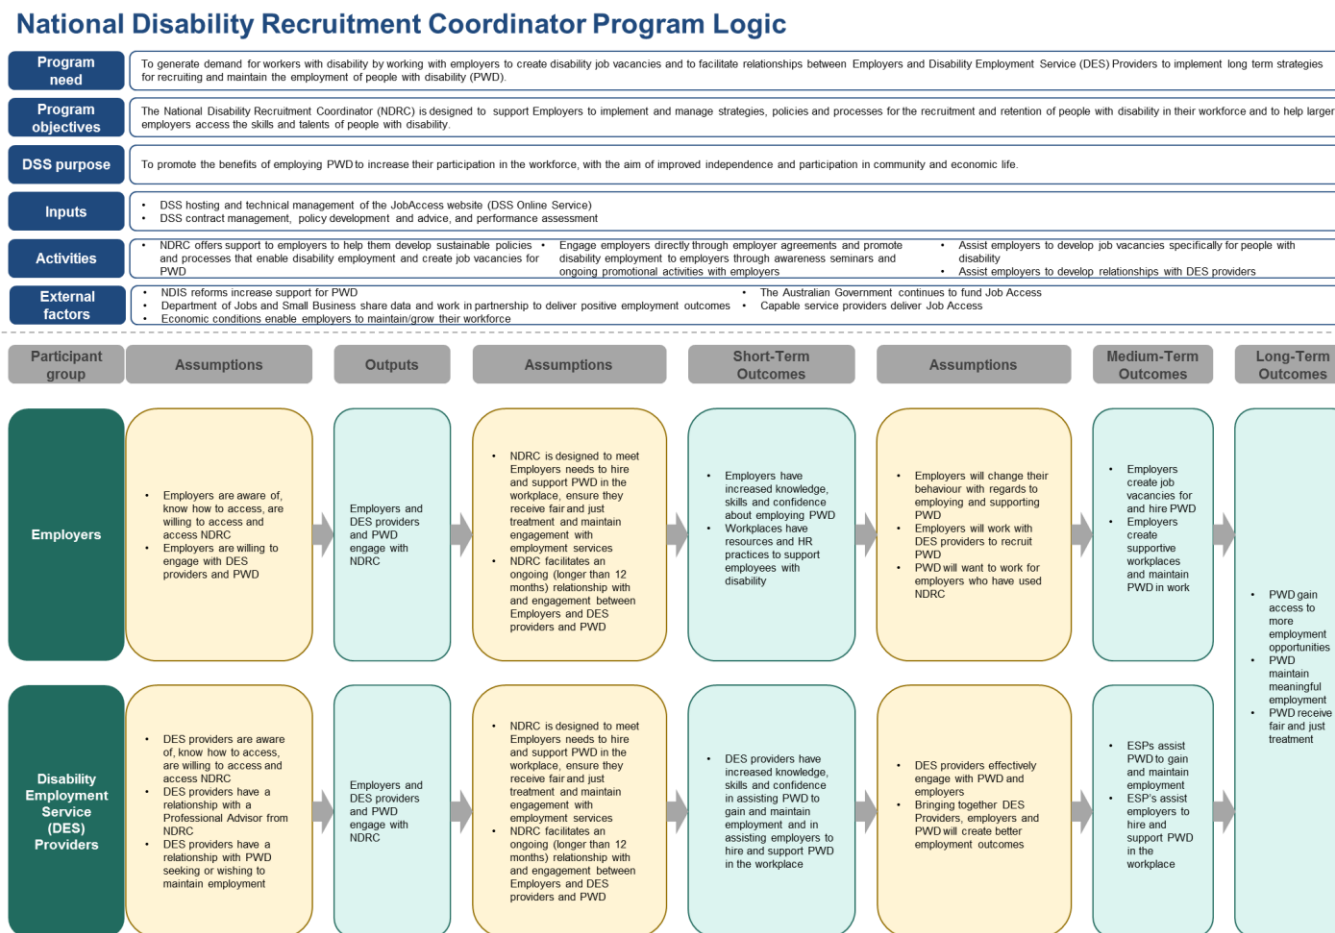 National Disability Recruitment Coordinator Program Logic
Program
need
To generate demand for workers with disability by working with employers to create disability job vacancies and to facilitate relationships between Employers and Disability Employment Service (DES) Providers to implement long term strategies
for recruiting and maintain the employment of people with disability (PWD).
Program
objectives
The National Disability Recruitment Coordinator (NDRC) is designed to support Employers to implement and manage strategies, policies and processes for the recruitment and retention of people with disability in their workforce and to help larger
employers access the skills and talents of people with disability.
DSS purpose
To promote the benefits of employing PWD to increase their participation in the workforce, with the aim of improved independence and participation in community and economic life.
Inputs
• DSS hosting and technical management of the JobAccess website (DSS Online Service)
• DSS contract management, policy development and advice, and performance assessment
Activities
• NDRC offers support to employers to help them develop sustainable policies
and processes that enable disability employment and create job vacancies for
PWD
• Engage employers directly through employer agreements and promote
disability employment to employers through awareness seminars and
ongoing promotional activities with employers
• Assist employers to develop job vacancies specifically for people with
disability
• Assist employers to develop relationships with DES providers
External
factors
• NDIS reforms increase support for PWD
• Department of Jobs and Small Business share data and work in partnership to deliver positive employment outcomes
• Economic conditions enable employers to maintain/grow their workforce
• The Australian Government continues to fund Job Access
• Capable service providers deliver Job Access
Participant
group
Assumptions
Outputs
Assumptions
Short-Term
Outcomes
Assumptions
Medium-Term
Outcomes
Long-Term
Outcomes
Employers
• Employers are aware of,
know how to access, are
willing to access and
access NDRC
• Employers are willing to
engage with DES
providers and PWD
Employers and
DES providers
and PWD
engage with
NDRC
• NDRC is designed to meet
Employers needs to hire
and support PWD in the
workplace, ensure they
receive fair and just
treatment and maintain
engagement with
employment services
• NDRC facilitates an
ongoing (longer than 12
months) relationship with
and engagement between
Employers and DES
providers and PWD
• Employers have
increased knowledge,
skills and confidence
about employing PWD
• Workplaces have
resources and HR
practices to support
employees with
disability
• Employers will change their
behaviour with regards to
employing and supporting
PWD
• Employers will work with
DES providers to recruit
PWD
• PWD will want to work for
employers who have used
NDRC
• Employers
create job
vacancies for
and hire PWD
• Employers
create
supportive
workplaces
and maintain
PWD in work
• PWD gain
access to
more
employment
opportunities
• PWD
maintain
meaningful
employment
• PWD receive
fair and just
treatment
Disability
Employment
Service
(DES)
Providers
• DES providers are aware
of, know how to access,
are willing to access and
access NDRC
• DES providers have a
relationship with a
Professional Advisor from
NDRC
• DES providers have a
relationship with PWD
seeking or wishing to
maintain employment
Employers and
DES providers
and PWD
engage with
NDRC
• NDRC is designed to meet
Employers needs to hire
and support PWD in the
workplace, ensure they
receive fair and just
treatment and maintain
engagement with
employment services
• NDRC facilitates an
ongoing (longer than 12
months) relationship with
and engagement between
Employers and DES
providers and PWD
• DES providers have
increased knowledge,
skills and confidence
in assisting PWD to
gain and maintain
employment and in
assisting employers to
hire and support PWD
in the workplace
• DES providers effectively
engage with PWD and
employers
• Bringing together DES
Providers, employers and
PWD will create better
employment outcomes
• ESPs assist
PWD to gain
and maintain
employment
• ESP's assist
employers to
hire and
support PWD
in the
workplace